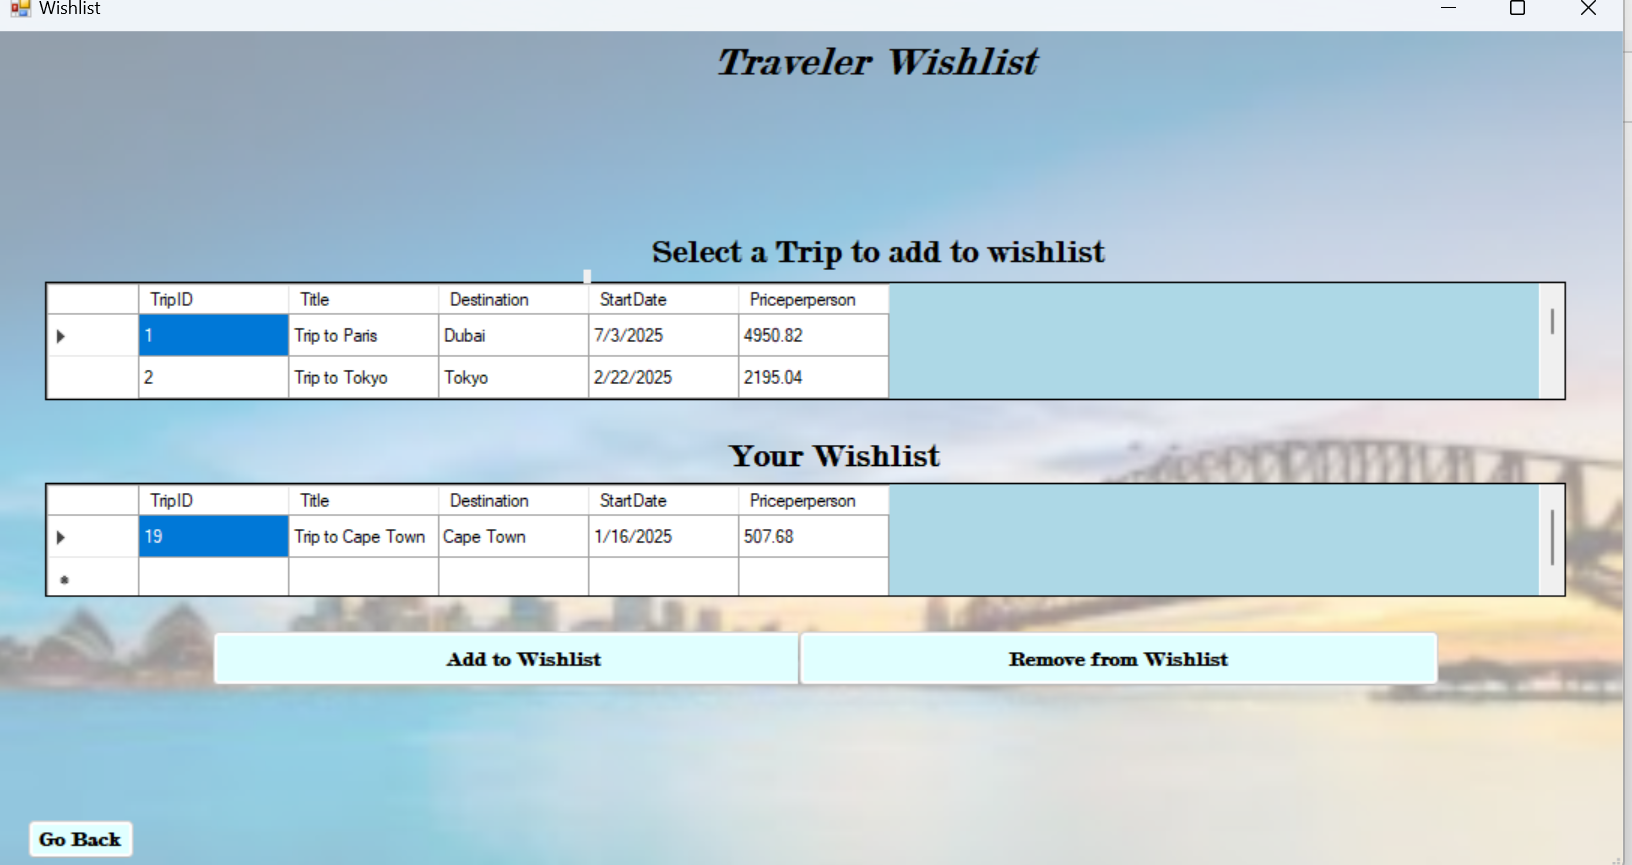 Wishlist
Traveler Wishlist
Select a Trip to add to wishlist
TripID Title Destination StartDate Priceperperson
1 Trip to Paris Dubai 7/3/2025 4950.82
2 Trip to Tokyo Tokyo 2/22/2025 2195.04
Your Wishlist
TripID Title Destination StartDate Priceperperson
19 Trip to Cape Town Cape Town 1/16/2025 507.68
Add to Wishlist Remove from Wishlist
Go Back